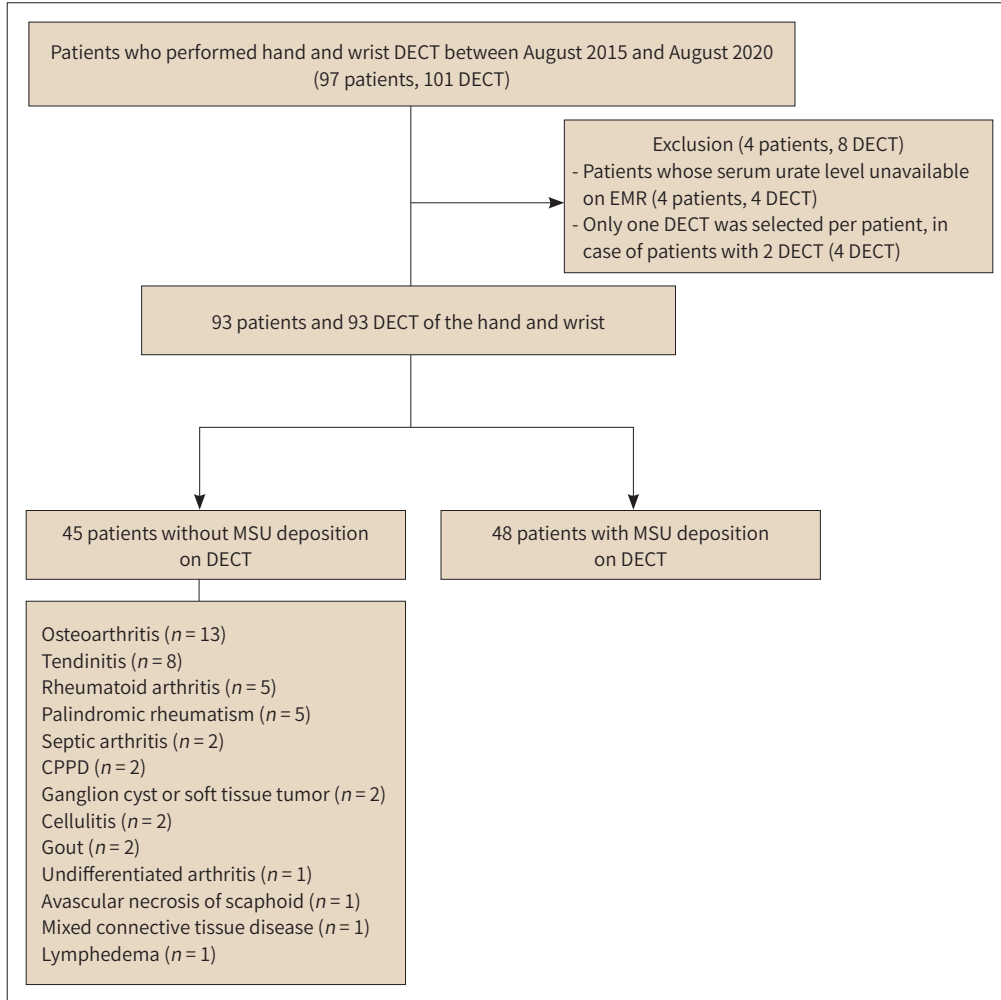 Patients who performed hand and wrist DECT between August 2015 and August 2020
(97 patients, 101 DECT)
Exclusion (4 patients, 8 DECT)
- Patients whose serum urate level unavailable
on EMR (4 patients, 4 DECT)
- Only one DECT was selected per patient, in
case of patients with 2 DECT (4 DECT)
93 patients and 93 DECT of the hand and wrist
45 patients without MSU deposition
on DECT
48 patients with MSU deposition
on DECT
Osteoarthritis (n = 13)
Tendinitis (n = 8)
Rheumatoid arthritis (n = 5)
Palindromic rheumatism (n = 5)
Septic arthritis (n = 2)
CPPD (n = 2)
Ganglion cyst or soft tissue tumor (n = 2)
Cellulitis (n = 2)
Gout (n = 2)
Undifferentiated arthritis (n = 1)
Avascular necrosis of scaphoid (n = 1)
Mixed connective tissue disease (n = 1)
Lymphedema (n = 1)